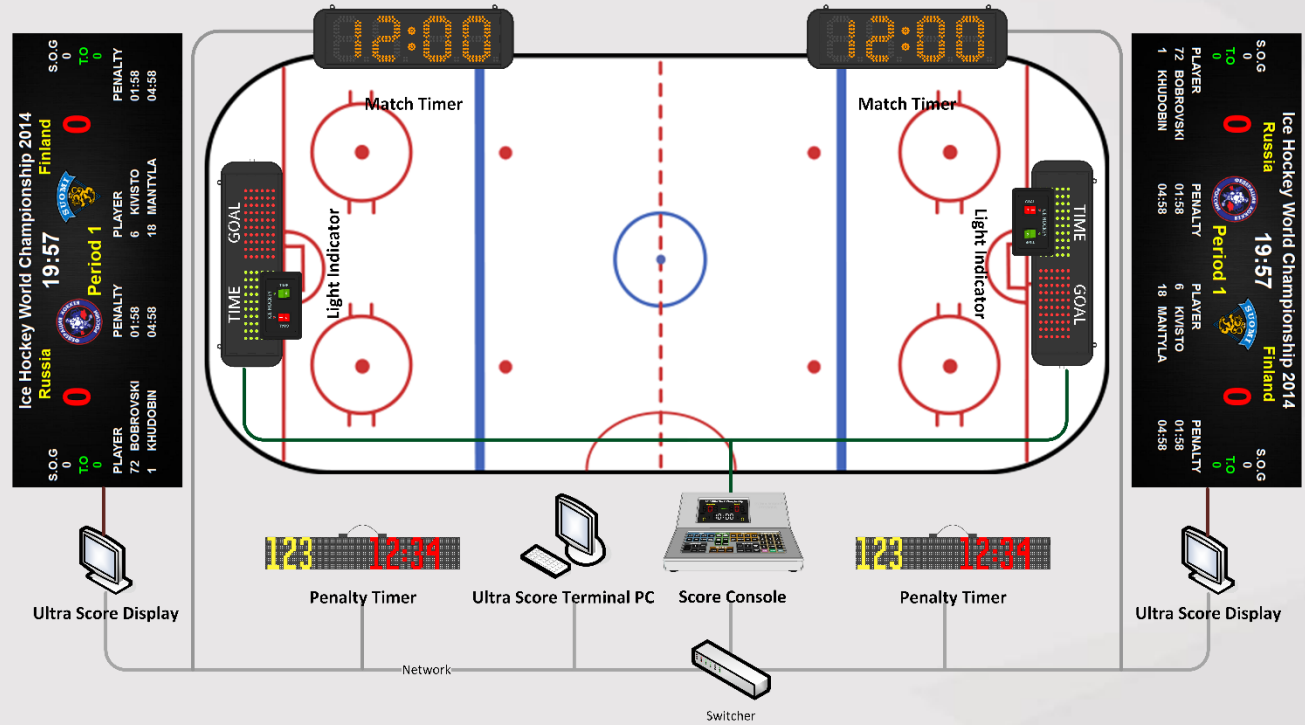 12:00
12:00
Match Timer
Match Timer
Ice Hockey World Championship 2014
Russia
19:57
Finland
0
Period 1
0
S.O.G
0
T.O
0
S.O.G
0
T.O
0
PLAYER
PENALTY
PLAYER
PENALTY
72 BOBROVSKI
01:58
6 KIVISTO
01:58
1 KHUDOBIN
04:58
18 MANTYLA
04:58
SUOMI
GOAL
TIME
Light Indicator
Light Indicator
TIME
GOAL
Ice Hockey World Championship 2014
Russia
19:57
Finland
0
Period 1
0
S.O.G
0
T.O
0
S.O.G
0
T.O
0
PLAYER
PENALTY
PLAYER
PENALTY
72 BOBROVSKI
01:58
6 KIVISTO
01:58
1 KHUDOBIN
04:58
18 MANTYLA
04:58
SUOMI
123 12:34
123 12:34
Ultra Score Display
Penalty Timer
Ultra Score Terminal PC
Score Console
Penalty Timer
Ultra Score Display
Network
Switcher